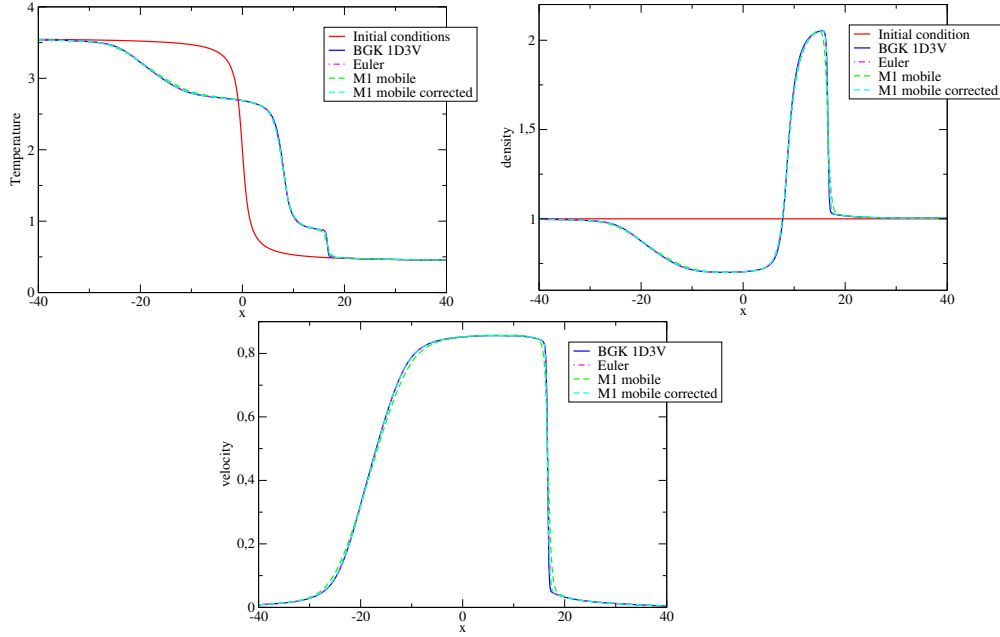 4
3
2
1
0
-40
-20
0
20
40
x
Temperature
Initial conditions
BGK 1D3V
Euler
M1 mobile
M1 mobile corrected
2
1,5
1
-40
-20
0
20
40
x
density
Initial condition
BGK 1D3V
Euler
M1 mobile
M1 mobile corrected
0,8
0,6
0,4
0,2
0
-40
-20
0
20
40
x
velocity
BGK 1D3V
Euler
M1 mobile
M1 mobile corrected